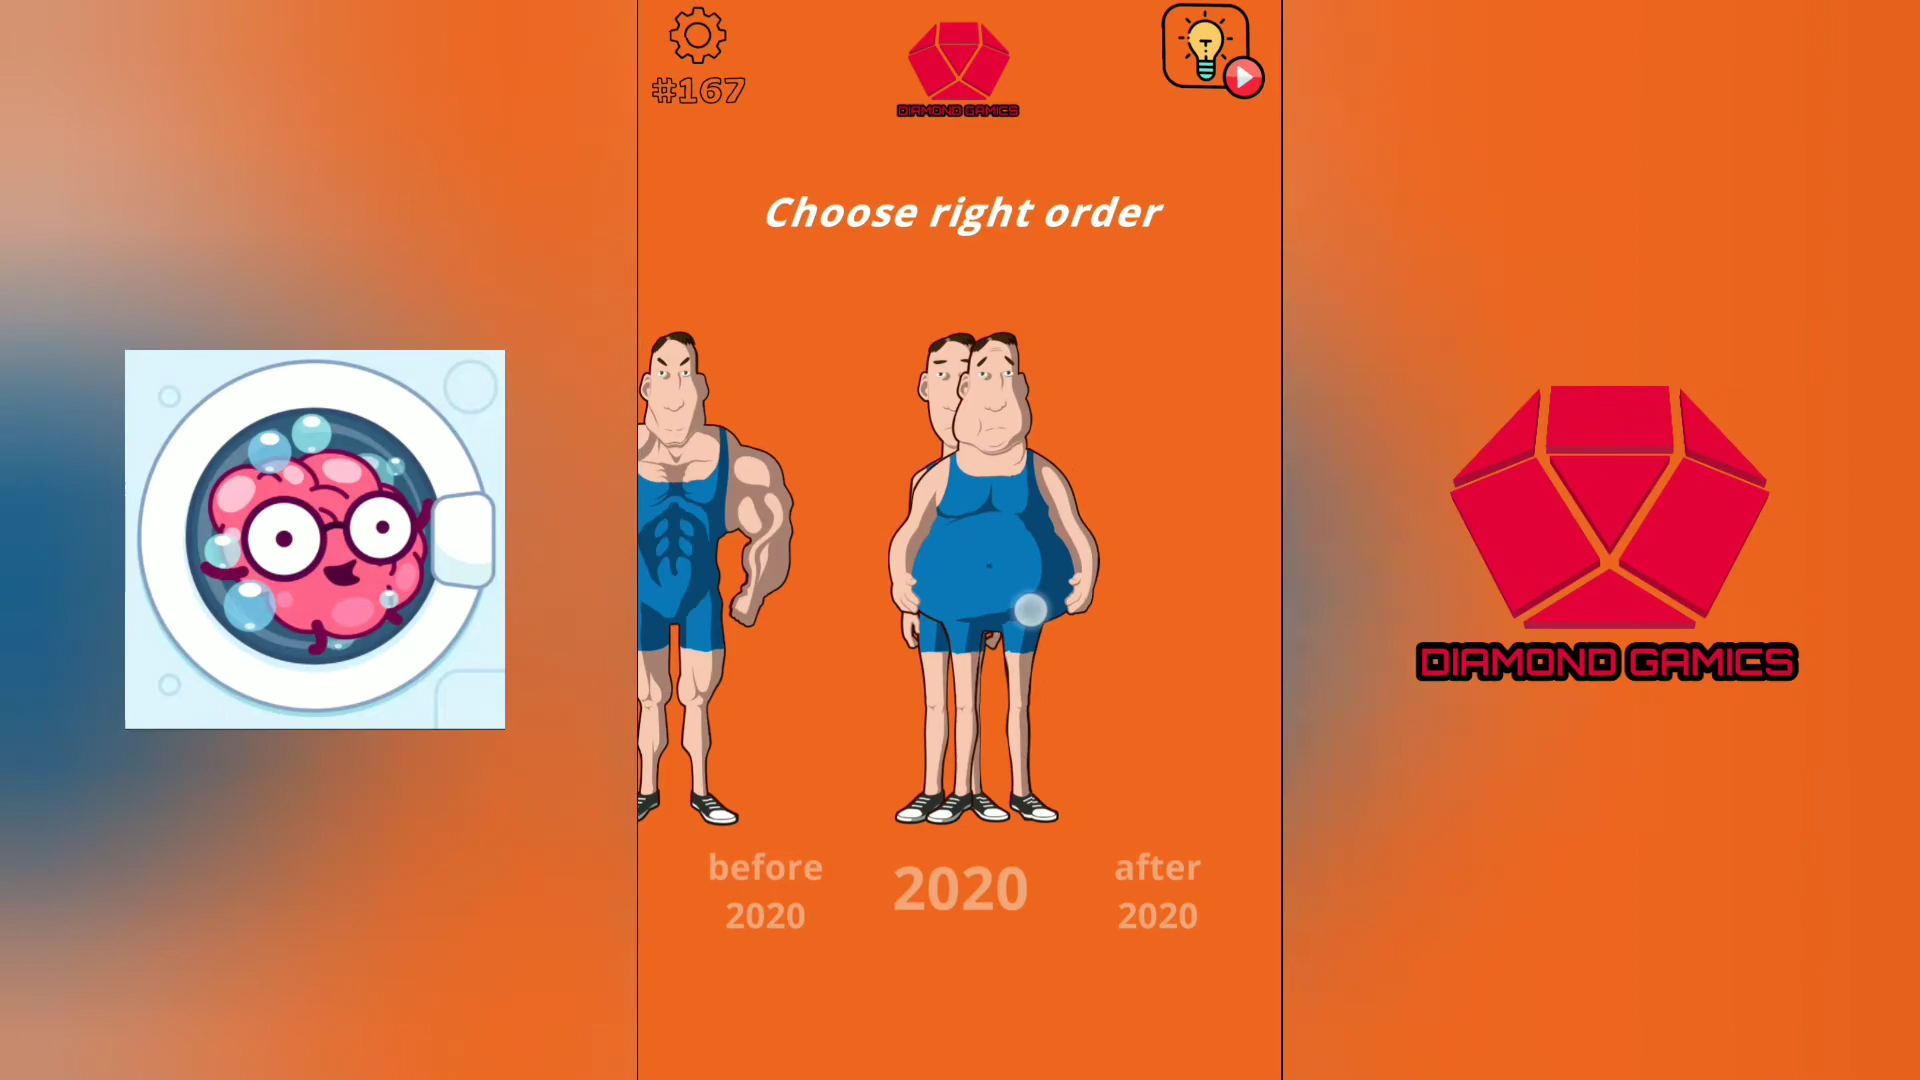 #167
DIAMOND GAMICS
Choose right order
before
2020
2020
after
2020
DIAMOND GAMICS